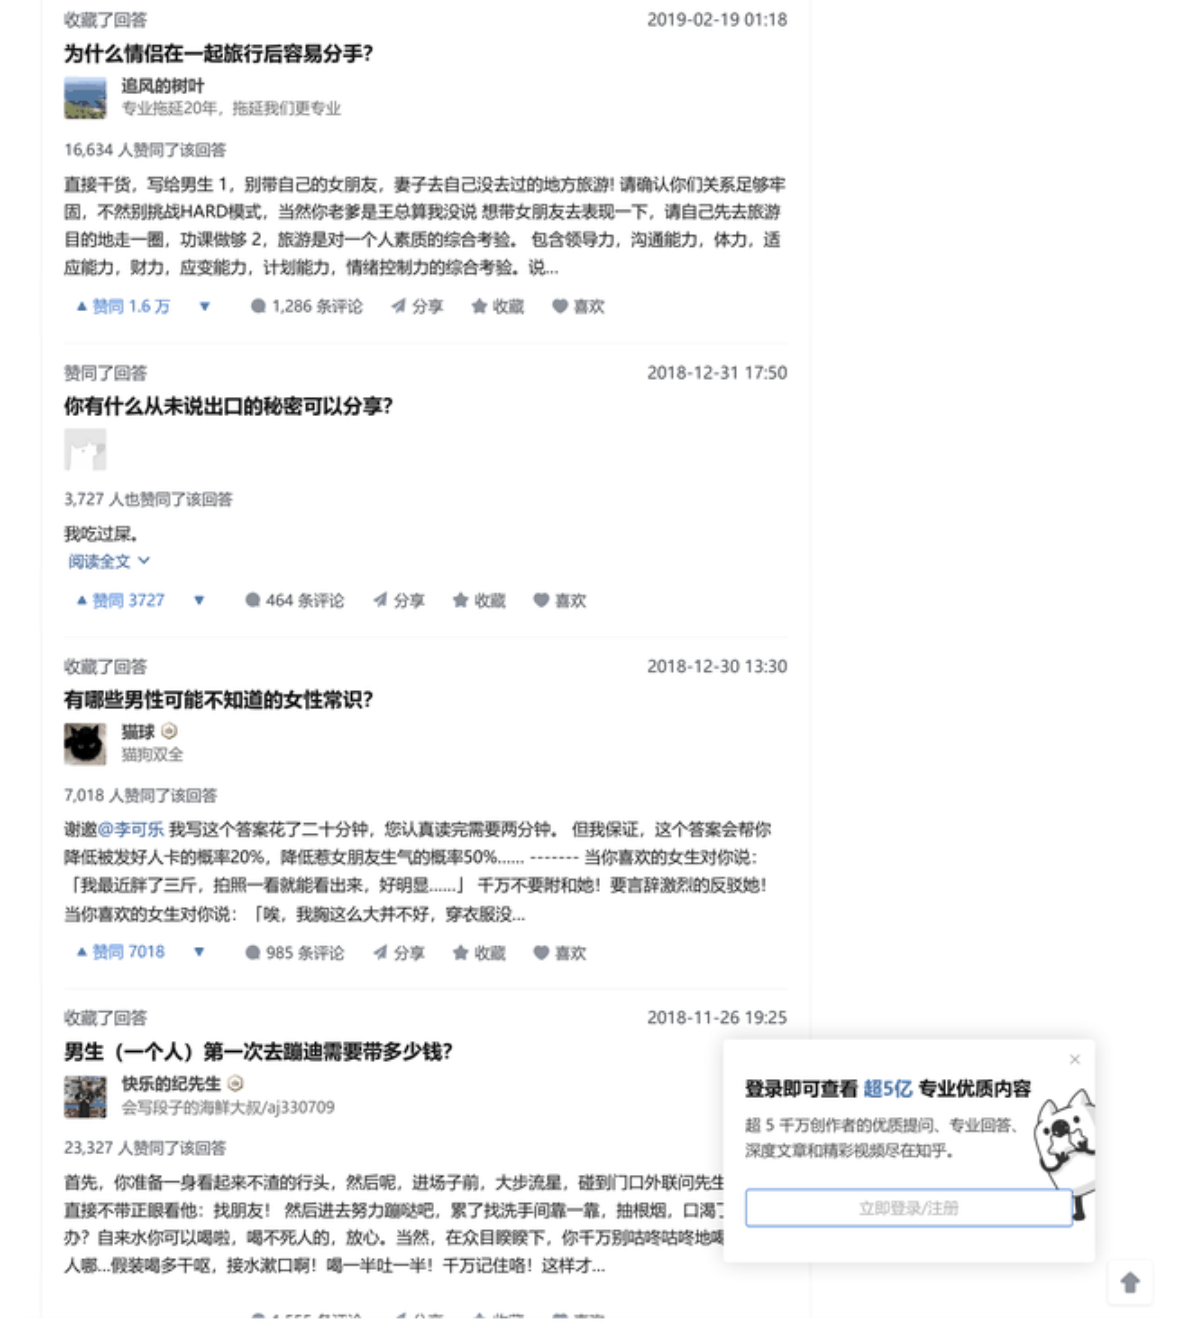 收藏了回答 2019-02-19 01:18
为什么情侣在一起旅行后容易分手?
追风的树叶
专业拖延20年，拖延我们更专业
16,634 人赞同了该回答
直接干货，写给男生 1，别带自己的女朋友，妻子去自己没去过的地方旅游! 请确认你们关系足够牢
固，不然别挑战HARD模式，当然你老爹是王总算我没说 想带女朋友去表现一下，请自己先去旅游
目的地走一圈，功课做够 2，旅游是对一个人素质的综合考验。 包含领导力，沟通能力，体力，适
应能力，财力，应变能力，计划能力，情绪控制力的综合考验。说...
赞同 1.6 万 1,286 条评论 分享 收藏 喜欢
赞同了回答 2018-12-31 17:50
你有什么从未说出口的秘密可以分享?
3,727 人也赞同了该回答
我吃过屎。
阅读全文
赞同 3727 464 条评论 分享 收藏 喜欢
收藏了回答 2018-12-30 13:30
有哪些男性可能不知道的女性常识?
猫球
猫狗双全
7,018 人赞同了该回答
谢邀@李可乐 我写这个答案花了二十分钟，您认真读完需要两分钟。 但我保证，这个答案会帮你
降低被发好人卡的概率20%，降低惹女朋友生气的概率50%...... ------- 当你喜欢的女生对你说：
「我最近胖了三斤，拍照一看就能看出来，好明显......」 千万不要附和她！要言辞激烈的反驳她！
当你喜欢的女生对你说：「唉，我胸这么大并不好，穿衣服没...
赞同 7018 985 条评论 分享 收藏 喜欢
收藏了回答 2018-11-26 19:25
男生（一个人）第一次去蹦迪需要带多少钱?
快乐的纪先生
会写段子的海鲜大叔/aj330709
23,327 人赞同了该回答
首先，你准备一身看起来不渣的行头，然后呢，进场子前，大步流星，碰到门口外联问先生
直接不带正眼看他：找朋友！ 然后进去努力蹦哒吧，累了找洗手间靠一靠，抽根烟，口渴了
办？自来水你可以喝啦，喝不死人的，放心。当然，在众目睽睽下，你千万别咕咚咕咚地喝
人哪...假装喝多干呕，接水漱口啊！喝一半吐一半！千万记住咯！这样才...
登录即可查看 超5亿 专业优质内容
超 5 千万创作者的优质提问、专业回答、
深度文章和精彩视频尽在知乎。
立即登录/注册